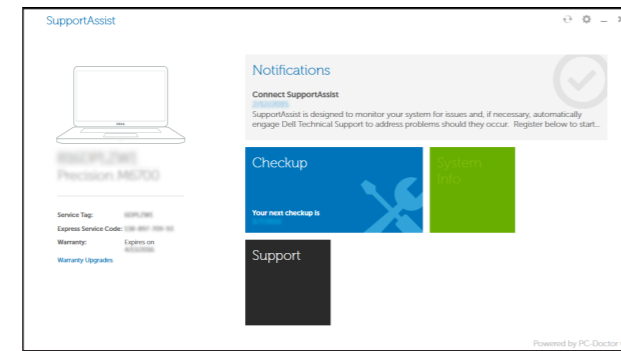 SupportAssist
Notifications
Connect SupportAssist
SupportAssist is designed to monitor your system for issues and, if necessary, automatically
engage Dell Technical Support to address problems should they occur. Register below to start...
DELL
Precision M6700
Checkup
System
Info
Your next checkup is
Service Tag:
Express Service Code:
Warranty: Expires on
Warranty Upgrades
Support
Powered by PC-Doctor